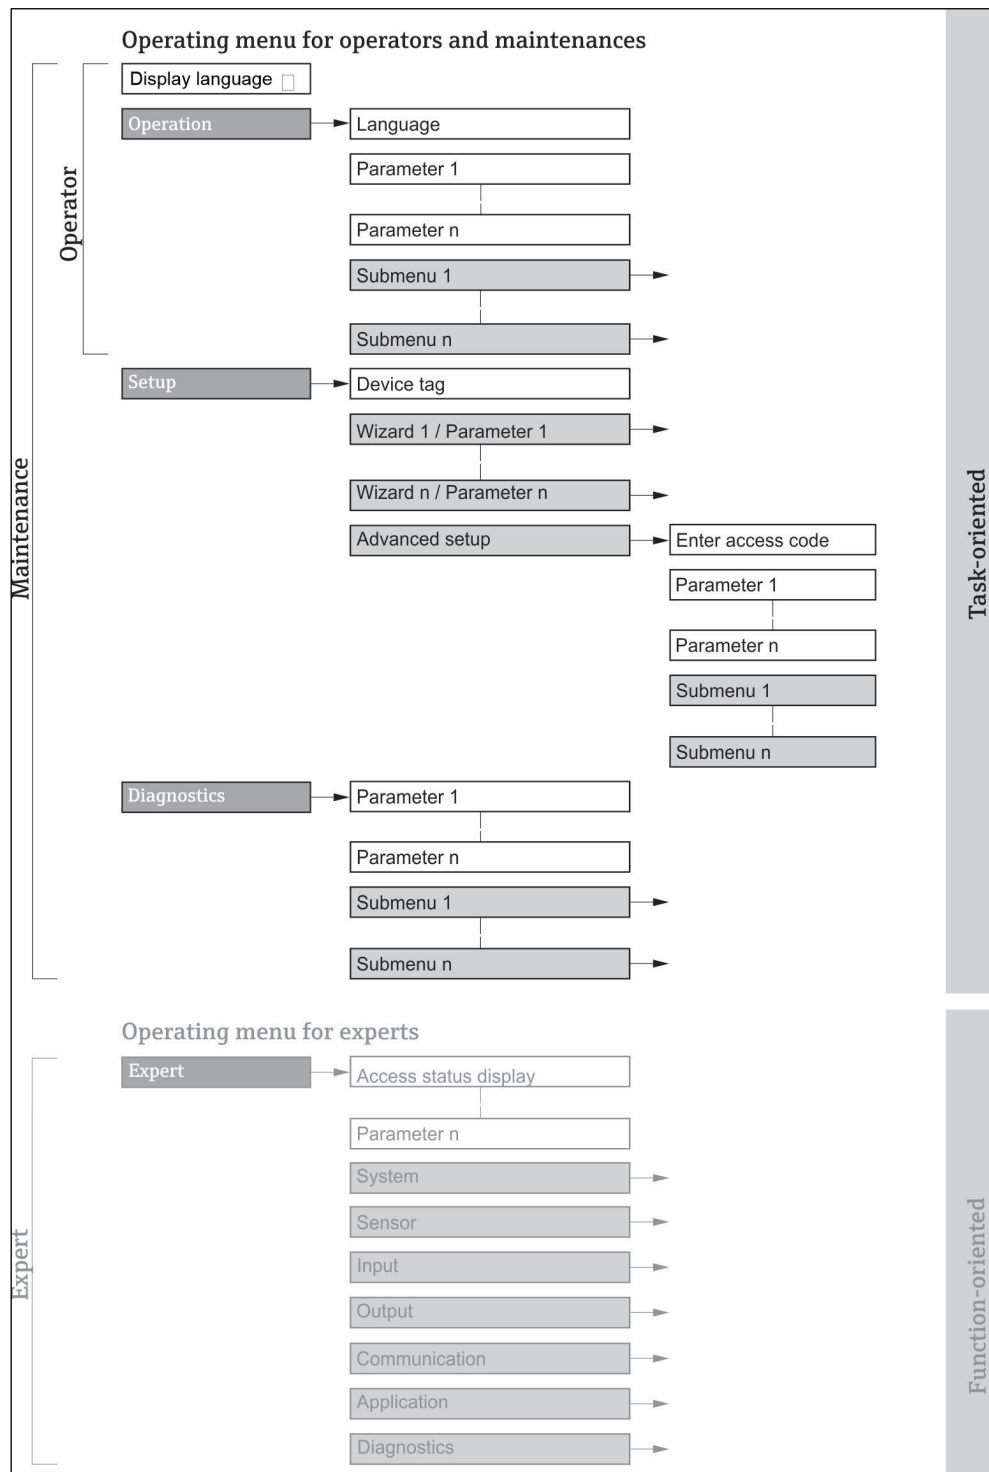 Operating menu for operators and maintenances
Display language
Operation
Language
Parameter 1
Parameter n
Submenu 1
Submenu n
Setup
Device tag
Wizard 1 / Parameter 1
Wizard n / Parameter n
Advanced setup
Enter access code
Parameter 1
Parameter n
Submenu 1
Submenu n
Diagnostics
Parameter 1
Parameter n
Submenu 1
Submenu n
Operator
Maintenance
Task-oriented
Operating menu for experts
Expert
Access status display
Parameter n
System
Sensor
Input
Output
Communication
Application
Diagnostics
Expert
Function-oriented